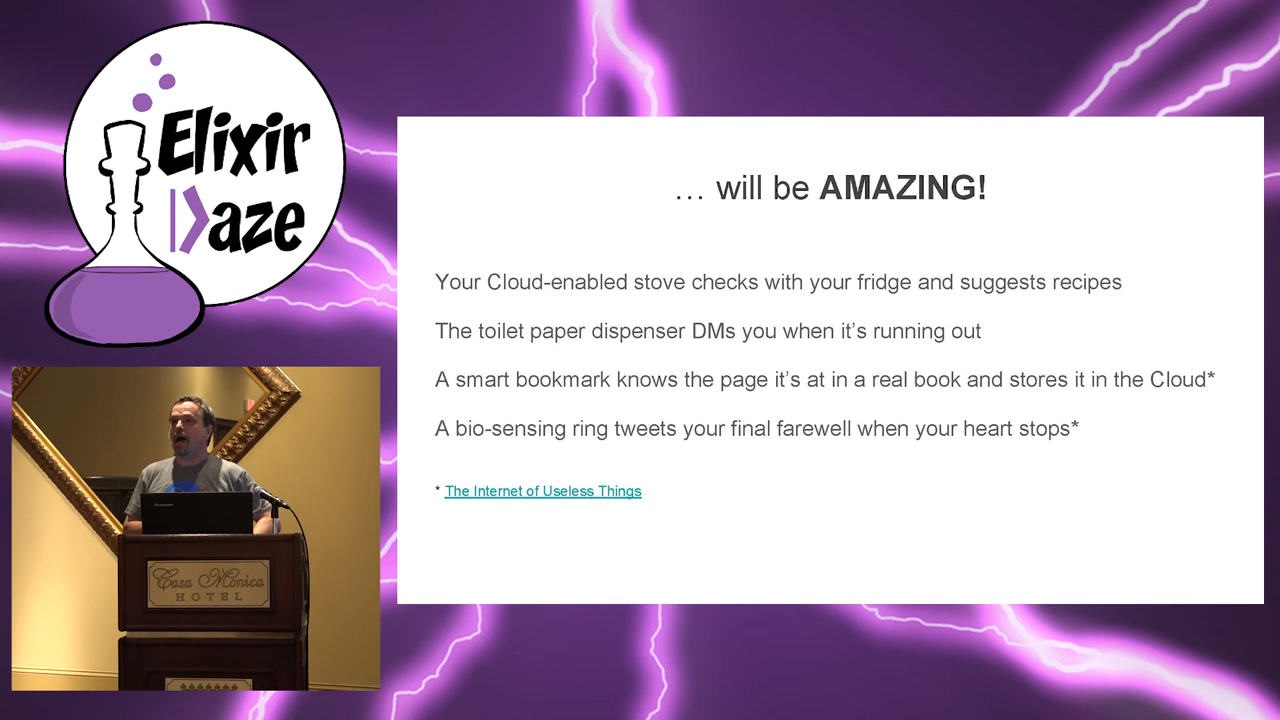 Elixir
Daze
… will be AMAZING!
Your Cloud-enabled stove checks with your fridge and suggests recipes
The toilet paper dispenser DMs you when it’s running out
A smart bookmark knows the page it’s at in a real book and stores it in the Cloud*
A bio-sensing ring tweets your final farewell when your heart stops*
* The Internet of Useless Things
Casa Monica
HOTEL